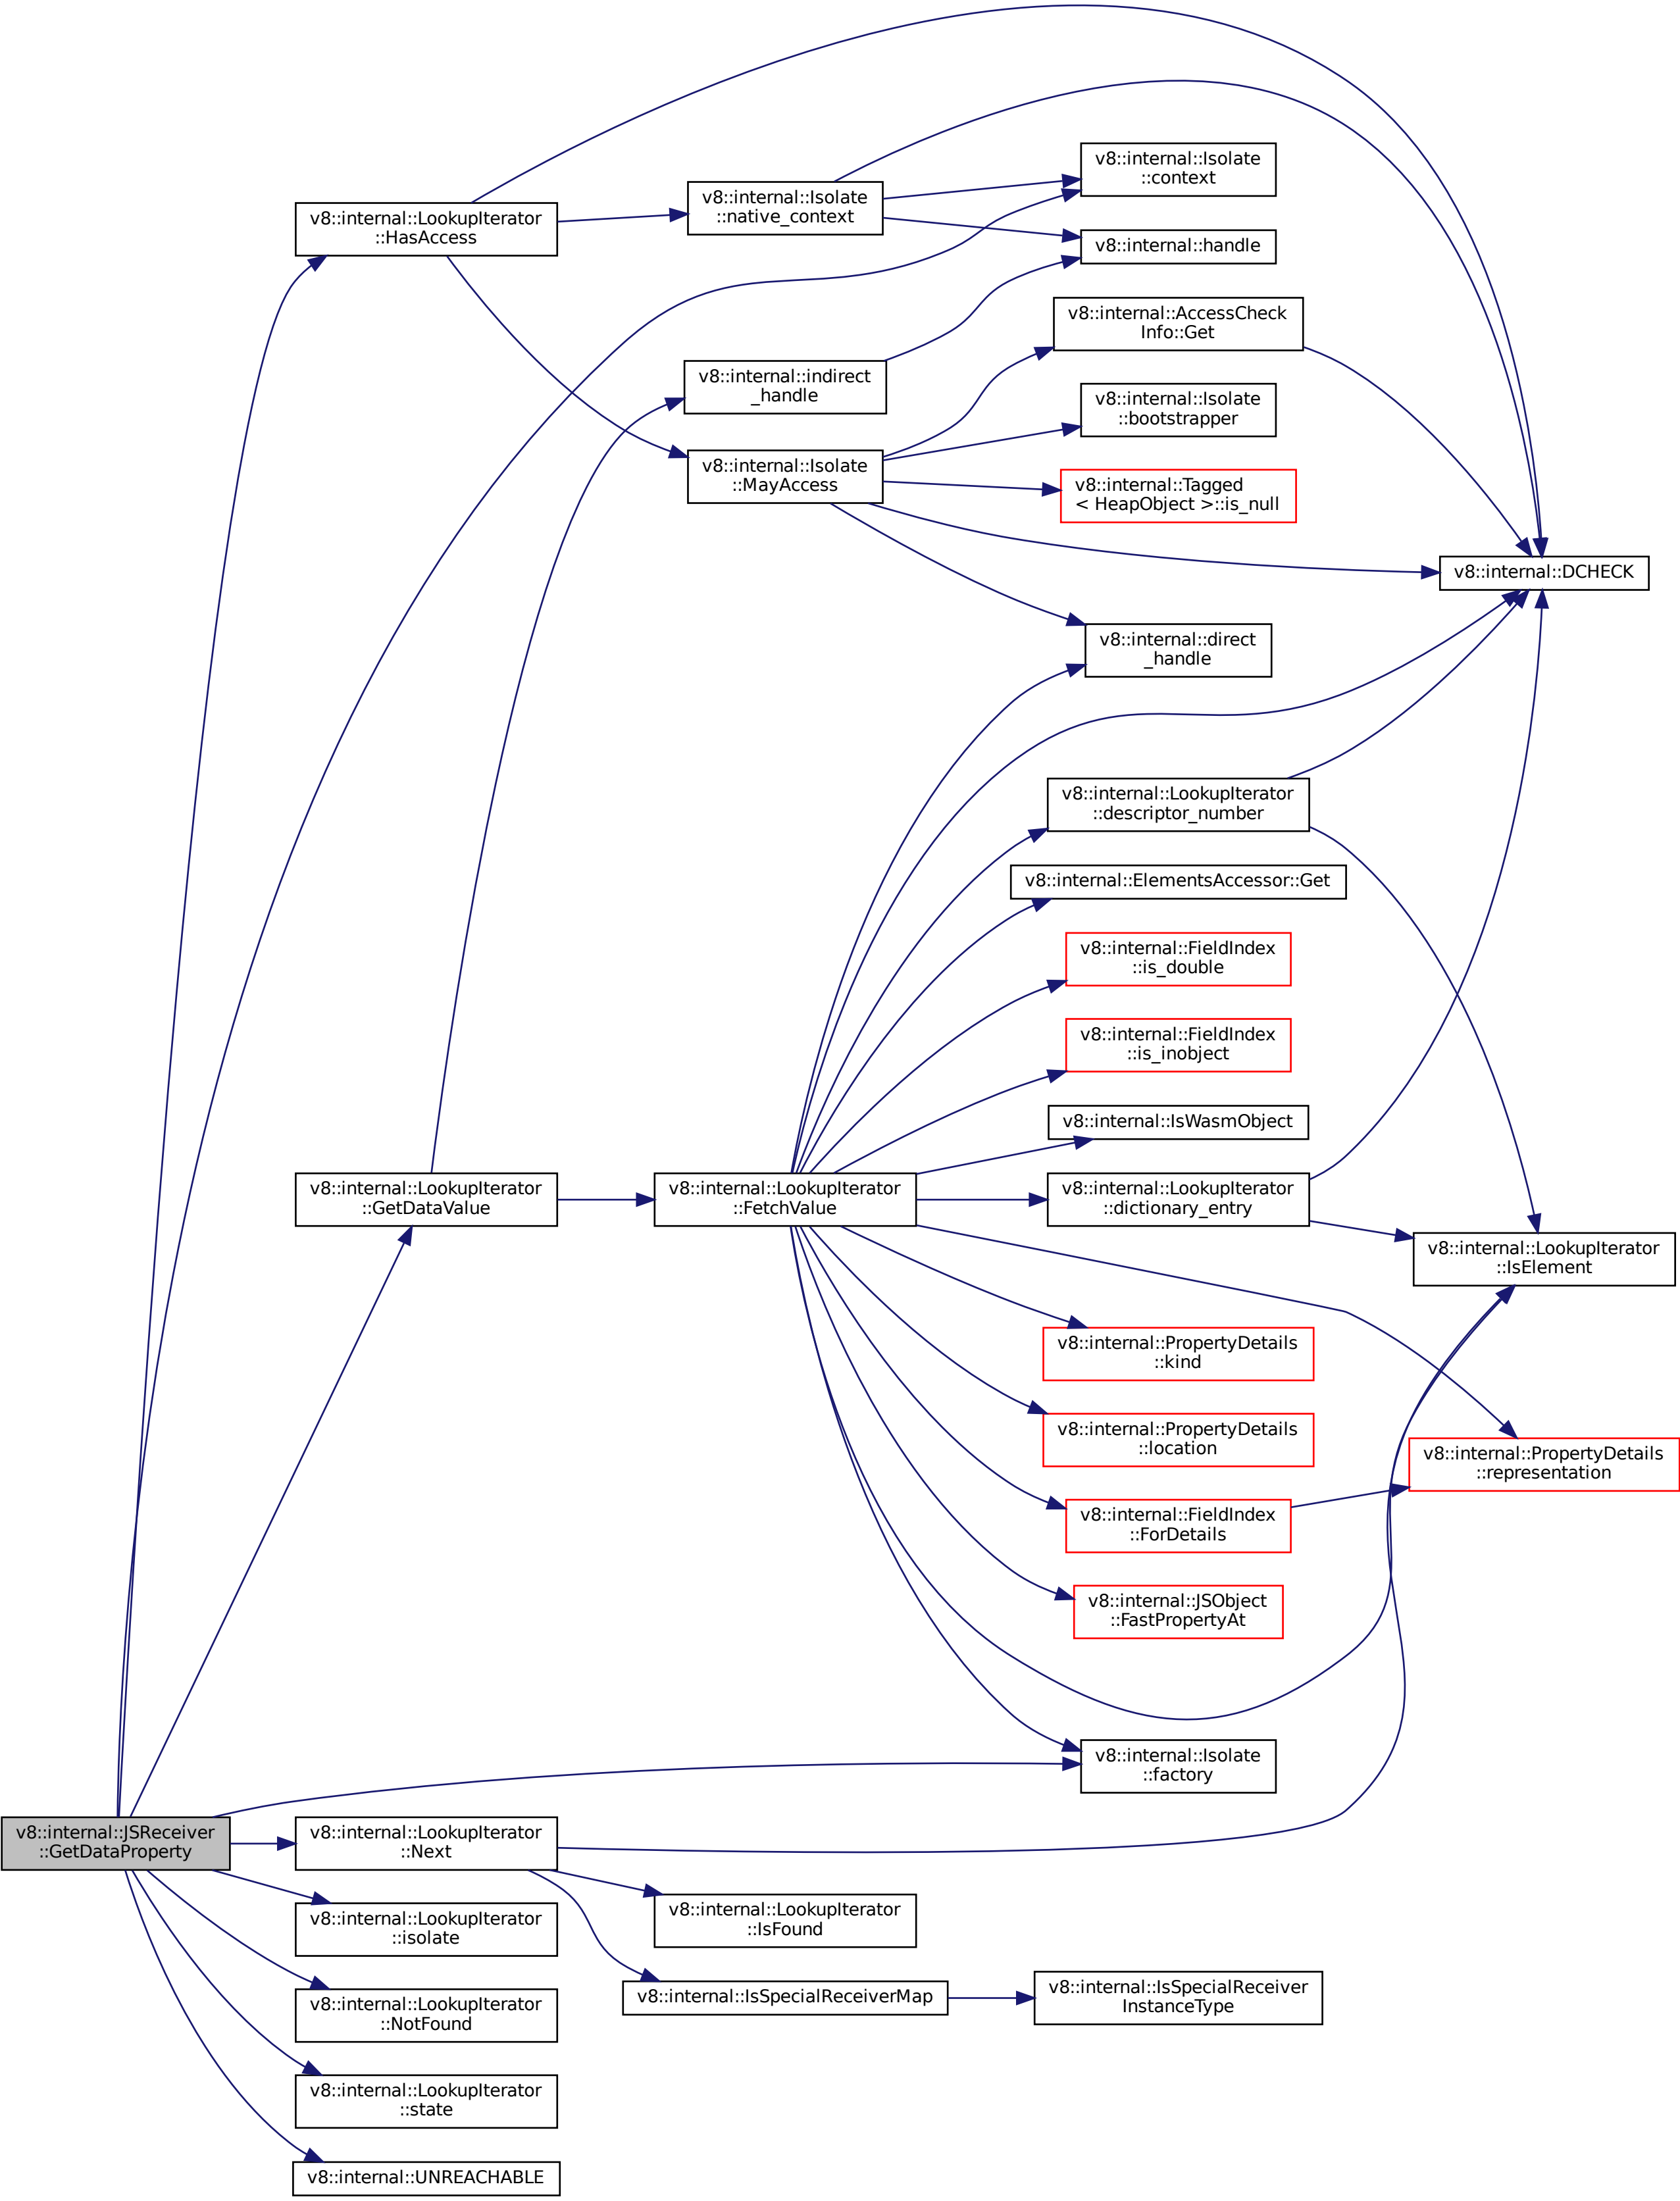 v8::internal::Isolate
::context
v8::internal::Isolate
::native_context
v8::internal::LookupIterator
::HasAccess
v8::internal::handle
v8::internal::AccessCheck
Info::Get
v8::internal::indirect
_handle
v8::internal::Isolate
::bootstrapper
v8::internal::Isolate
::MayAccess
v8::internal::Tagged
< HeapObject >::is_null
v8::internal::DCHECK
v8::internal::direct
_handle
v8::internal::LookupIterator
::descriptor_number
v8::internal::ElementsAccessor::Get
v8::internal::FieldIndex
::is_double
v8::internal::FieldIndex
::is_inobject
v8::internal::IsWasmObject
v8::internal::LookupIterator
::GetDataValue
v8::internal::LookupIterator
::FetchValue
v8::internal::LookupIterator
::dictionary_entry
v8::internal::LookupIterator
::IsElement
v8::internal::PropertyDetails
::kind
v8::internal::PropertyDetails
::location
v8::internal::PropertyDetails
::representation
v8::internal::FieldIndex
::ForDetails
v8::internal::JSObject
::FastPropertyAt
v8::internal::Isolate
::factory
v8::internal::JSReceiver
::GetDataProperty
v8::internal::LookupIterator
::Next
v8::internal::LookupIterator
::IsFound
v8::internal::LookupIterator
::isolate
v8::internal::IsSpecialReceiverMap
v8::internal::IsSpecialReceiver
InstanceType
v8::internal::LookupIterator
::NotFound
v8::internal::LookupIterator
::state
v8::internal::UNREACHABLE